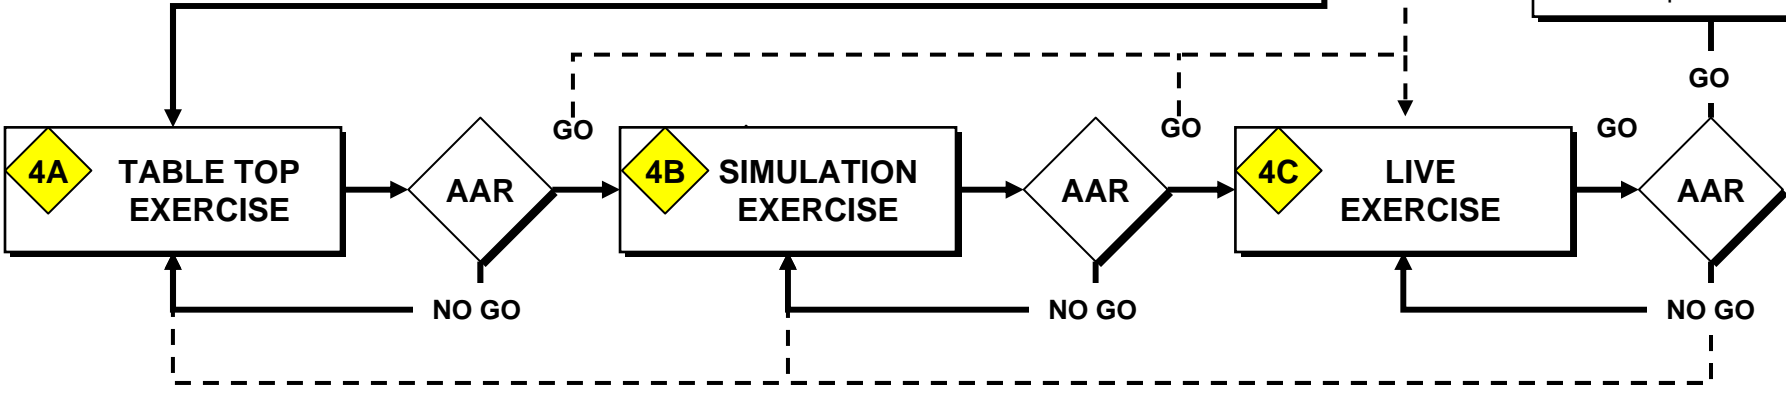 GO
GO
GO
GO
4A
TABLE TOP
EXERCISE
AAR
4B
SIMULATION
EXERCISE
AAR
4C
LIVE
EXERCISE
AAR
NO GO
NO GO
NO GO